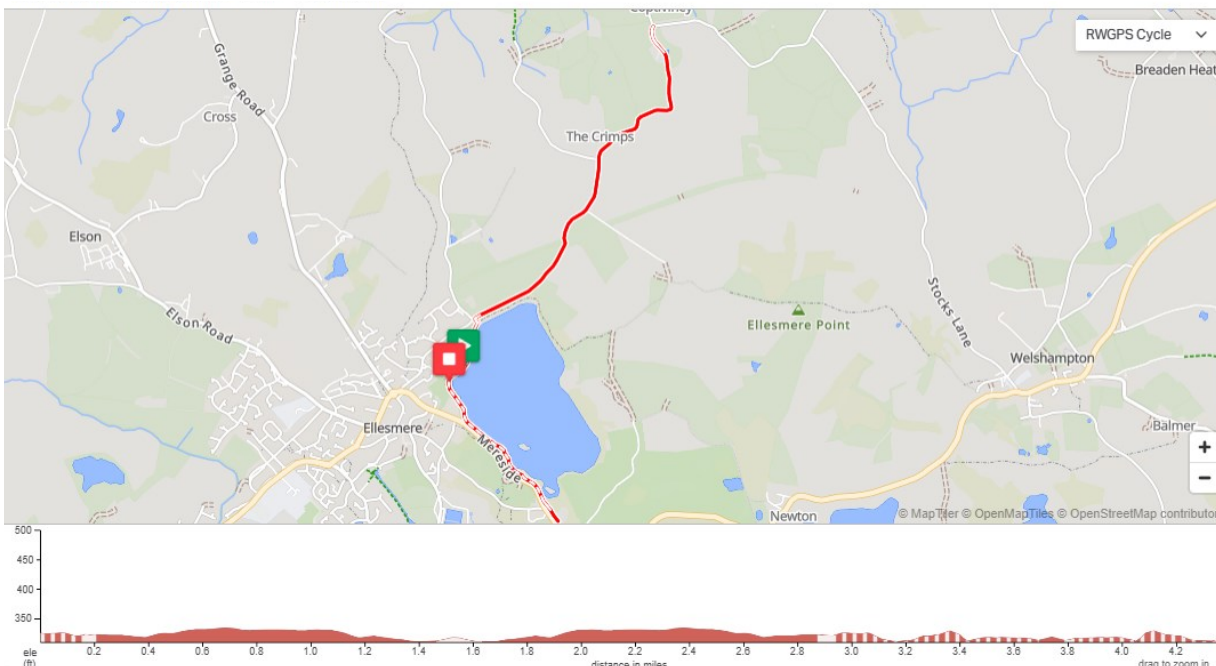 Coptiviney
RWGPS Cycle
Breaden Heat
Grange Road
Cross
The Crimps
Elson
Elson Road
Stocks Lane
Ellesmere Point
Welshampton
Ellesmere
Mereside
Balmer
+
−
Newton
© MapTiler © OpenMapTiles © OpenStreetMap contributor
500
450
400
350
ele
(ft)
0.2 0.4 0.6 0.8 1.0 1.2 1.4 1.6 1.8 2.0 2.2 2.4 2.6 2.8 3.0 3.2 3.4 3.6 3.8 4.0 4.2
distance in miles
drag to zoom in